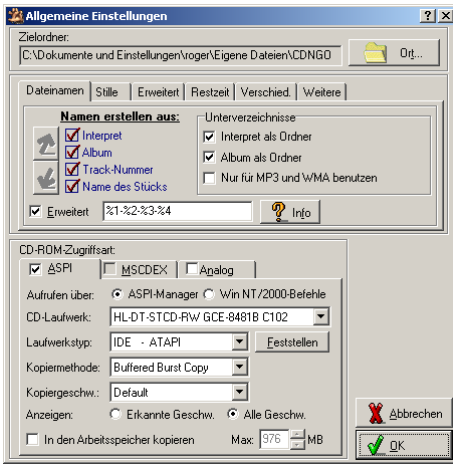 Allgemeine Einstellungen
Zielordner:
C:\Dokumente und Einstellungen\roger\Eigene Dateien\CDNGO
Ort...
Dateinamen Stille Erweitert Restzeit Verschied. Weitere
Namen erstellen aus:
Interpret
Album
Track-Nummer
Name des Stücks
Unterverzeichnisse
Interpret als Ordner
Album als Ordner
Nur für MP3 und WMA benutzen
Erweitert %1-%2-%3-%4 Info
CD-ROM-Zugriffsart:
ASPI MSCDEX Analog
Aufrufen über: ASPI-Manager Win NT/2000-Befehle
CD-Laufwerk: HL-DT-STCD-RW GCE-8481B C102
Laufwerkstyp: IDE - ATAPI Feststellen
Kopiermethode: Buffered Burst Copy
Kopiergeschw.: Default
Anzeigen: Erkannte Geschw. Alle Geschw.
In den Arbeitsspeicher kopieren Max: 976 MB
Abbrechen
OK